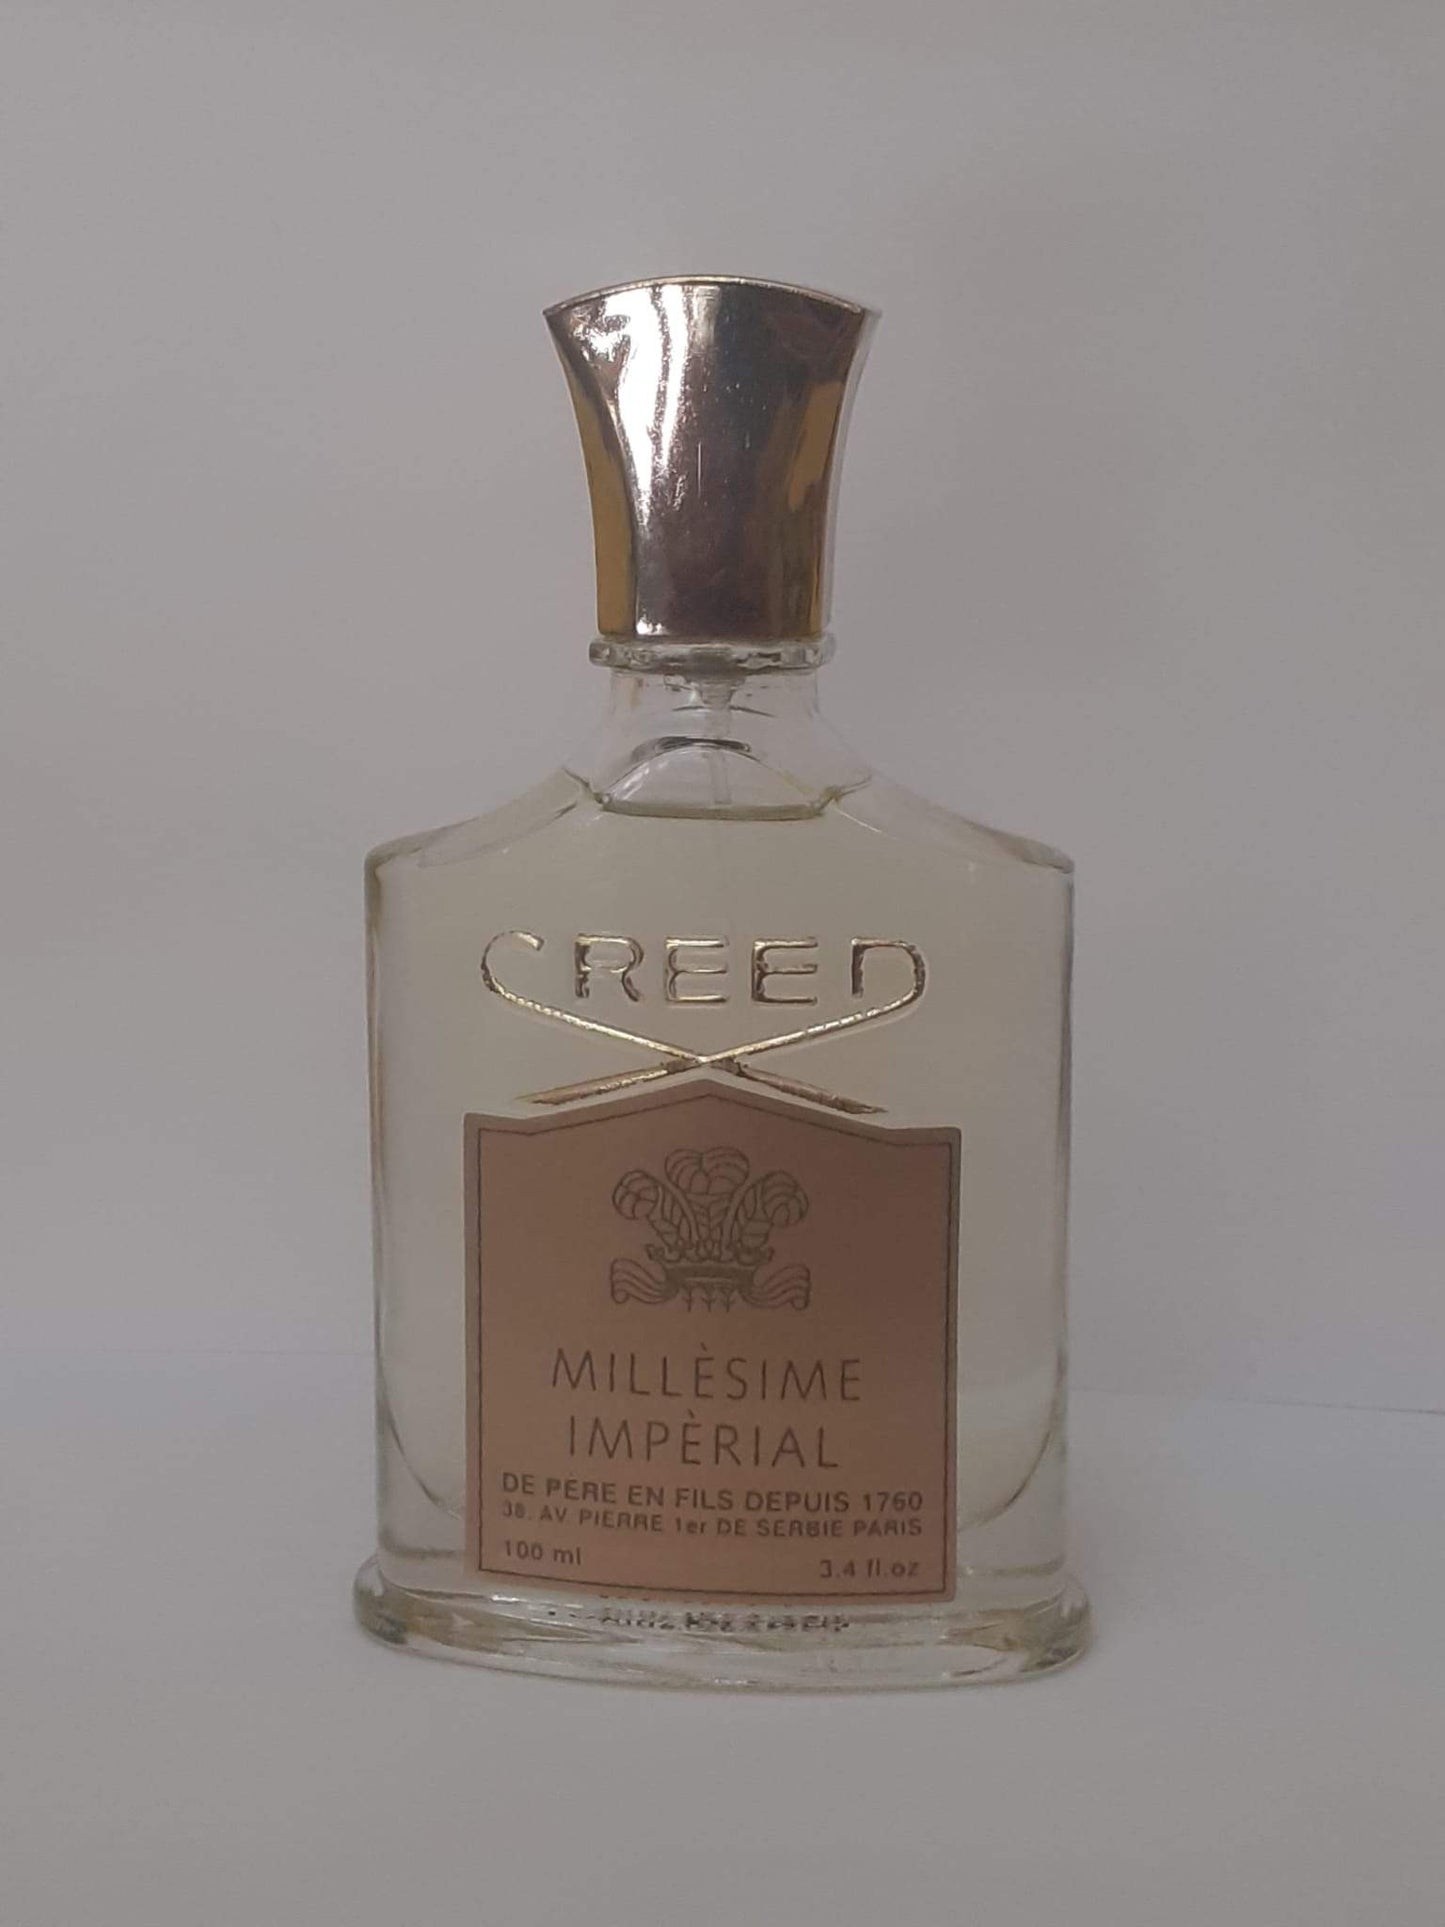 CREED
MILLÈSIME
IMPÈRIAL
DE PÈRE EN FILS DEPUIS 1760
38. AV PIERRE 1er DE SERBIE PARIS
100 ml 3.4 fl.oz